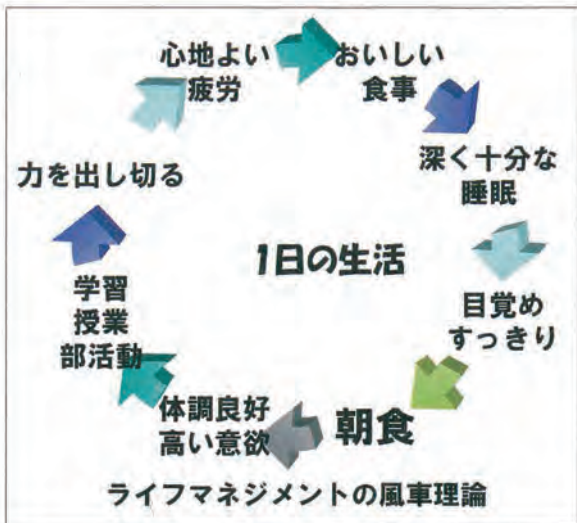 心地よい
疲労
おいしい
食事
深く十分な
睡眠
目覚め
すっきり
朝食
体調良好
高い意欲
学習
授業
部活動
力を出し切る
1日の生活
ライフマネジメントの風車理論